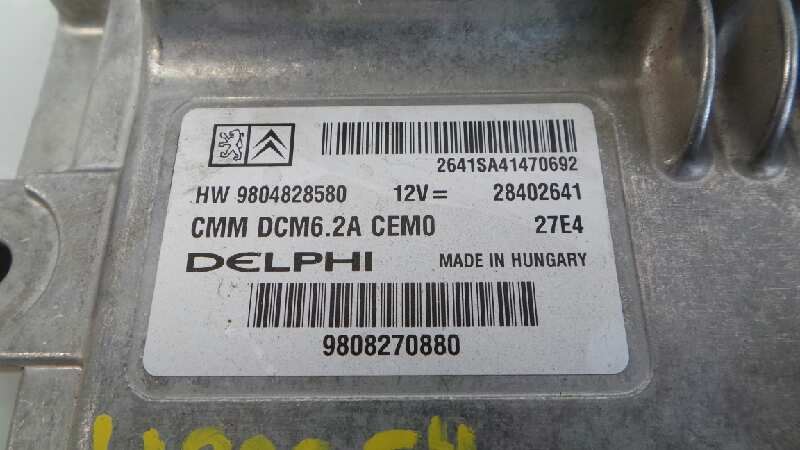 2641SA41470692
HW 9804828580 12V= 28402641
CMM DCM6.2A CEM0 27E4
DELPHI MADE IN HUNGARY
9808270880